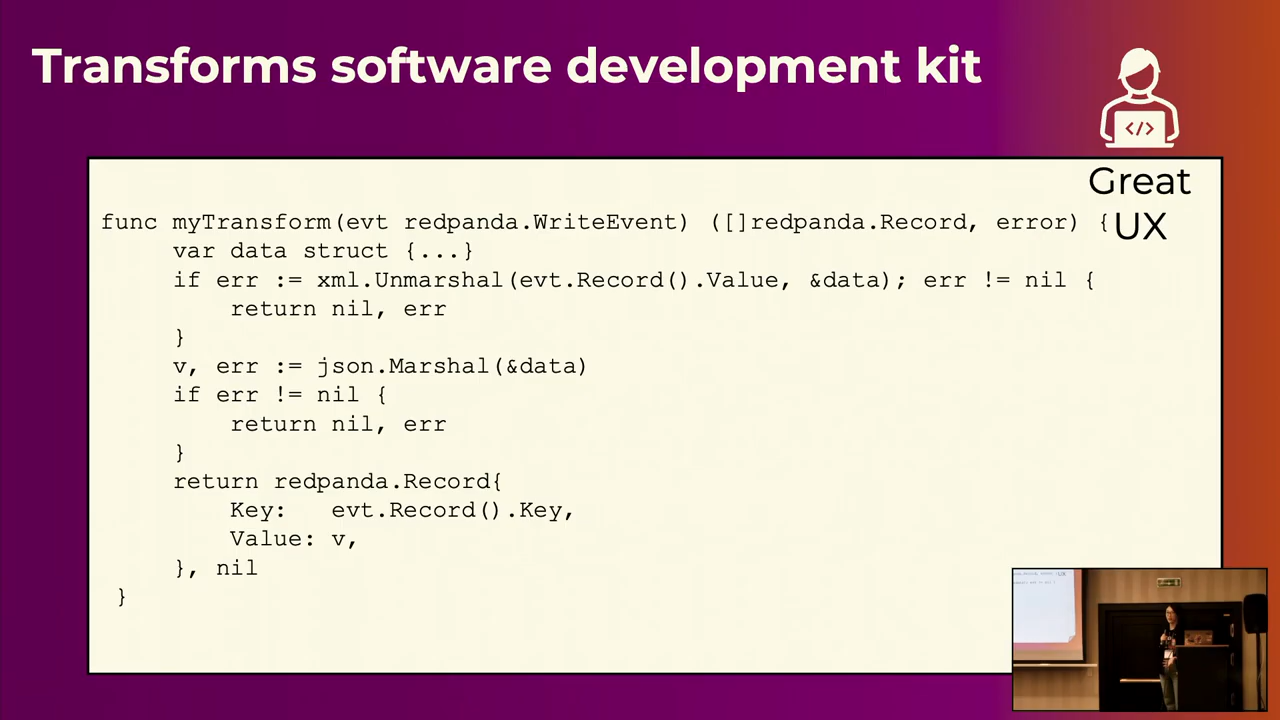 Transforms software development kit
</>
Great
UX
func myTransform(evt redpanda.WriteEvent) ([]redpanda.Record, error) {
    var data struct {...}
    if err := xml.Unmarshal(evt.Record().Value, &data); err != nil {
        return nil, err
    }
    v, err := json.Marshal(&data)
    if err != nil {
        return nil, err
    }
    return redpanda.Record{
        Key:   evt.Record().Key,
        Value: v,
    }, nil
}